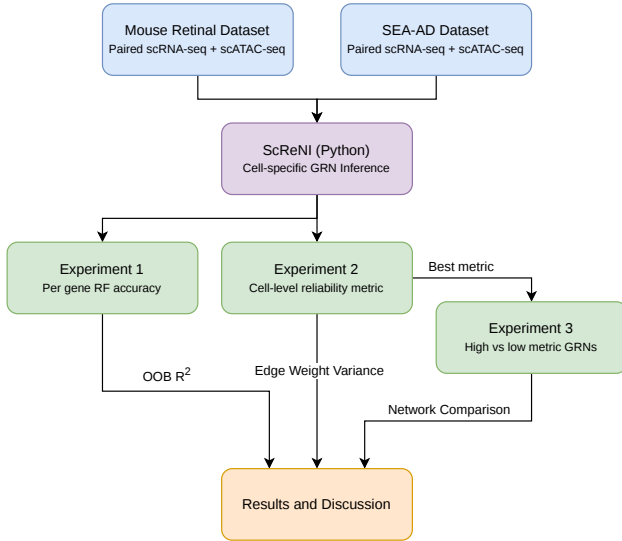 Mouse Retinal Dataset
Paired scRNA-seq + scATAC-seq
SEA-AD Dataset
Paired scRNA-seq + scATAC-seq
ScReNI (Python)
Cell-specific GRN Inference
Experiment 1
Per gene RF accuracy
Experiment 2
Cell-level reliability metric
Best metric
Experiment 3
High vs low metric GRNs
OOB R²
Edge Weight Variance
Network Comparison
Results and Discussion